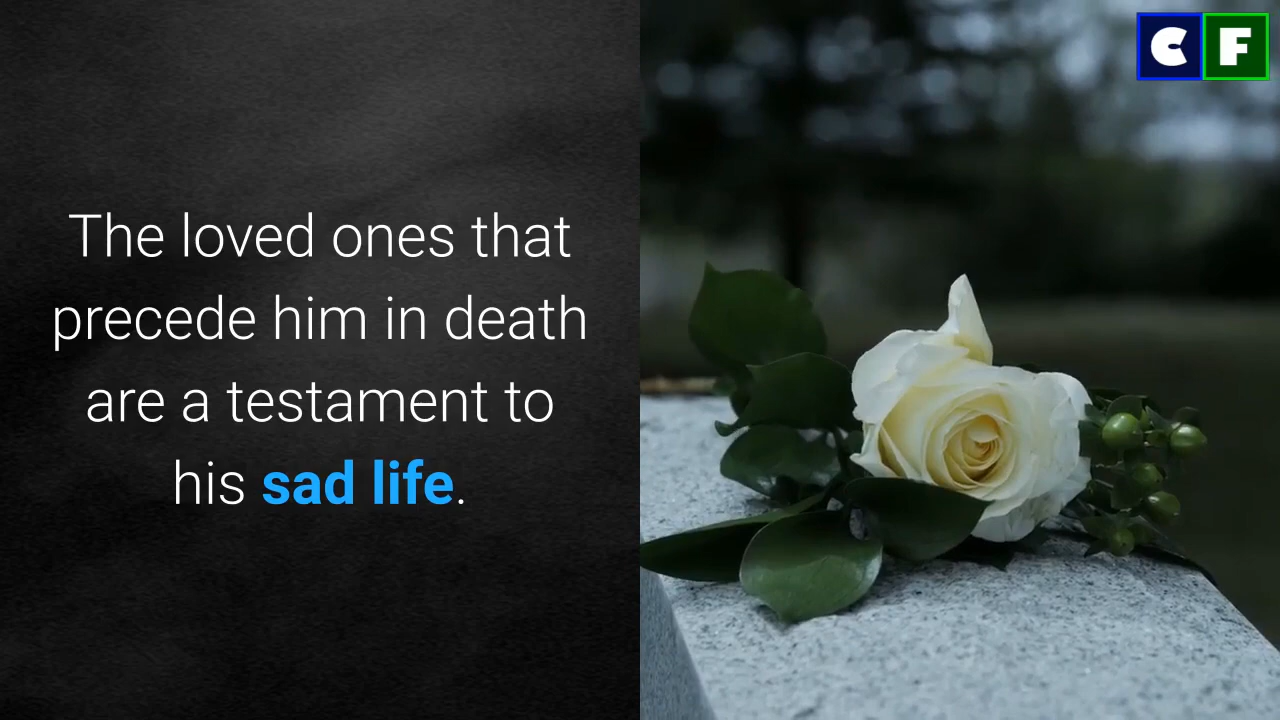 The loved ones that
precede him in death
are a testament to
his sad life.
CF